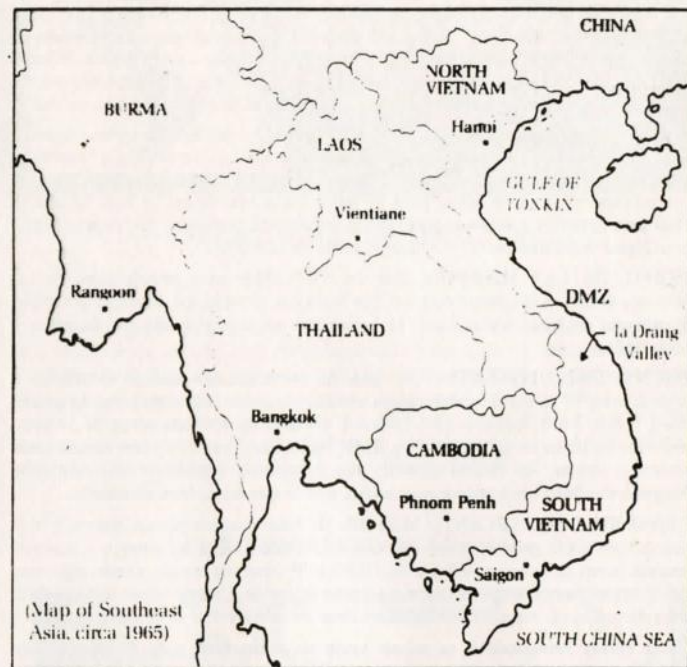 CHINA
NORTH
VIETNAM
BURMA
Hanoi
LAOS
GULF OF
TONKIN
Vientiane
Rangoon
DMZ
THAILAND
Ia Drang
Valley
Bangkok
CAMBODIA
Phnom Penh
SOUTH
VIETNAM
Saigon
(Map of Southeast
Asia, circa 1965)
SOUTH CHINA SEA